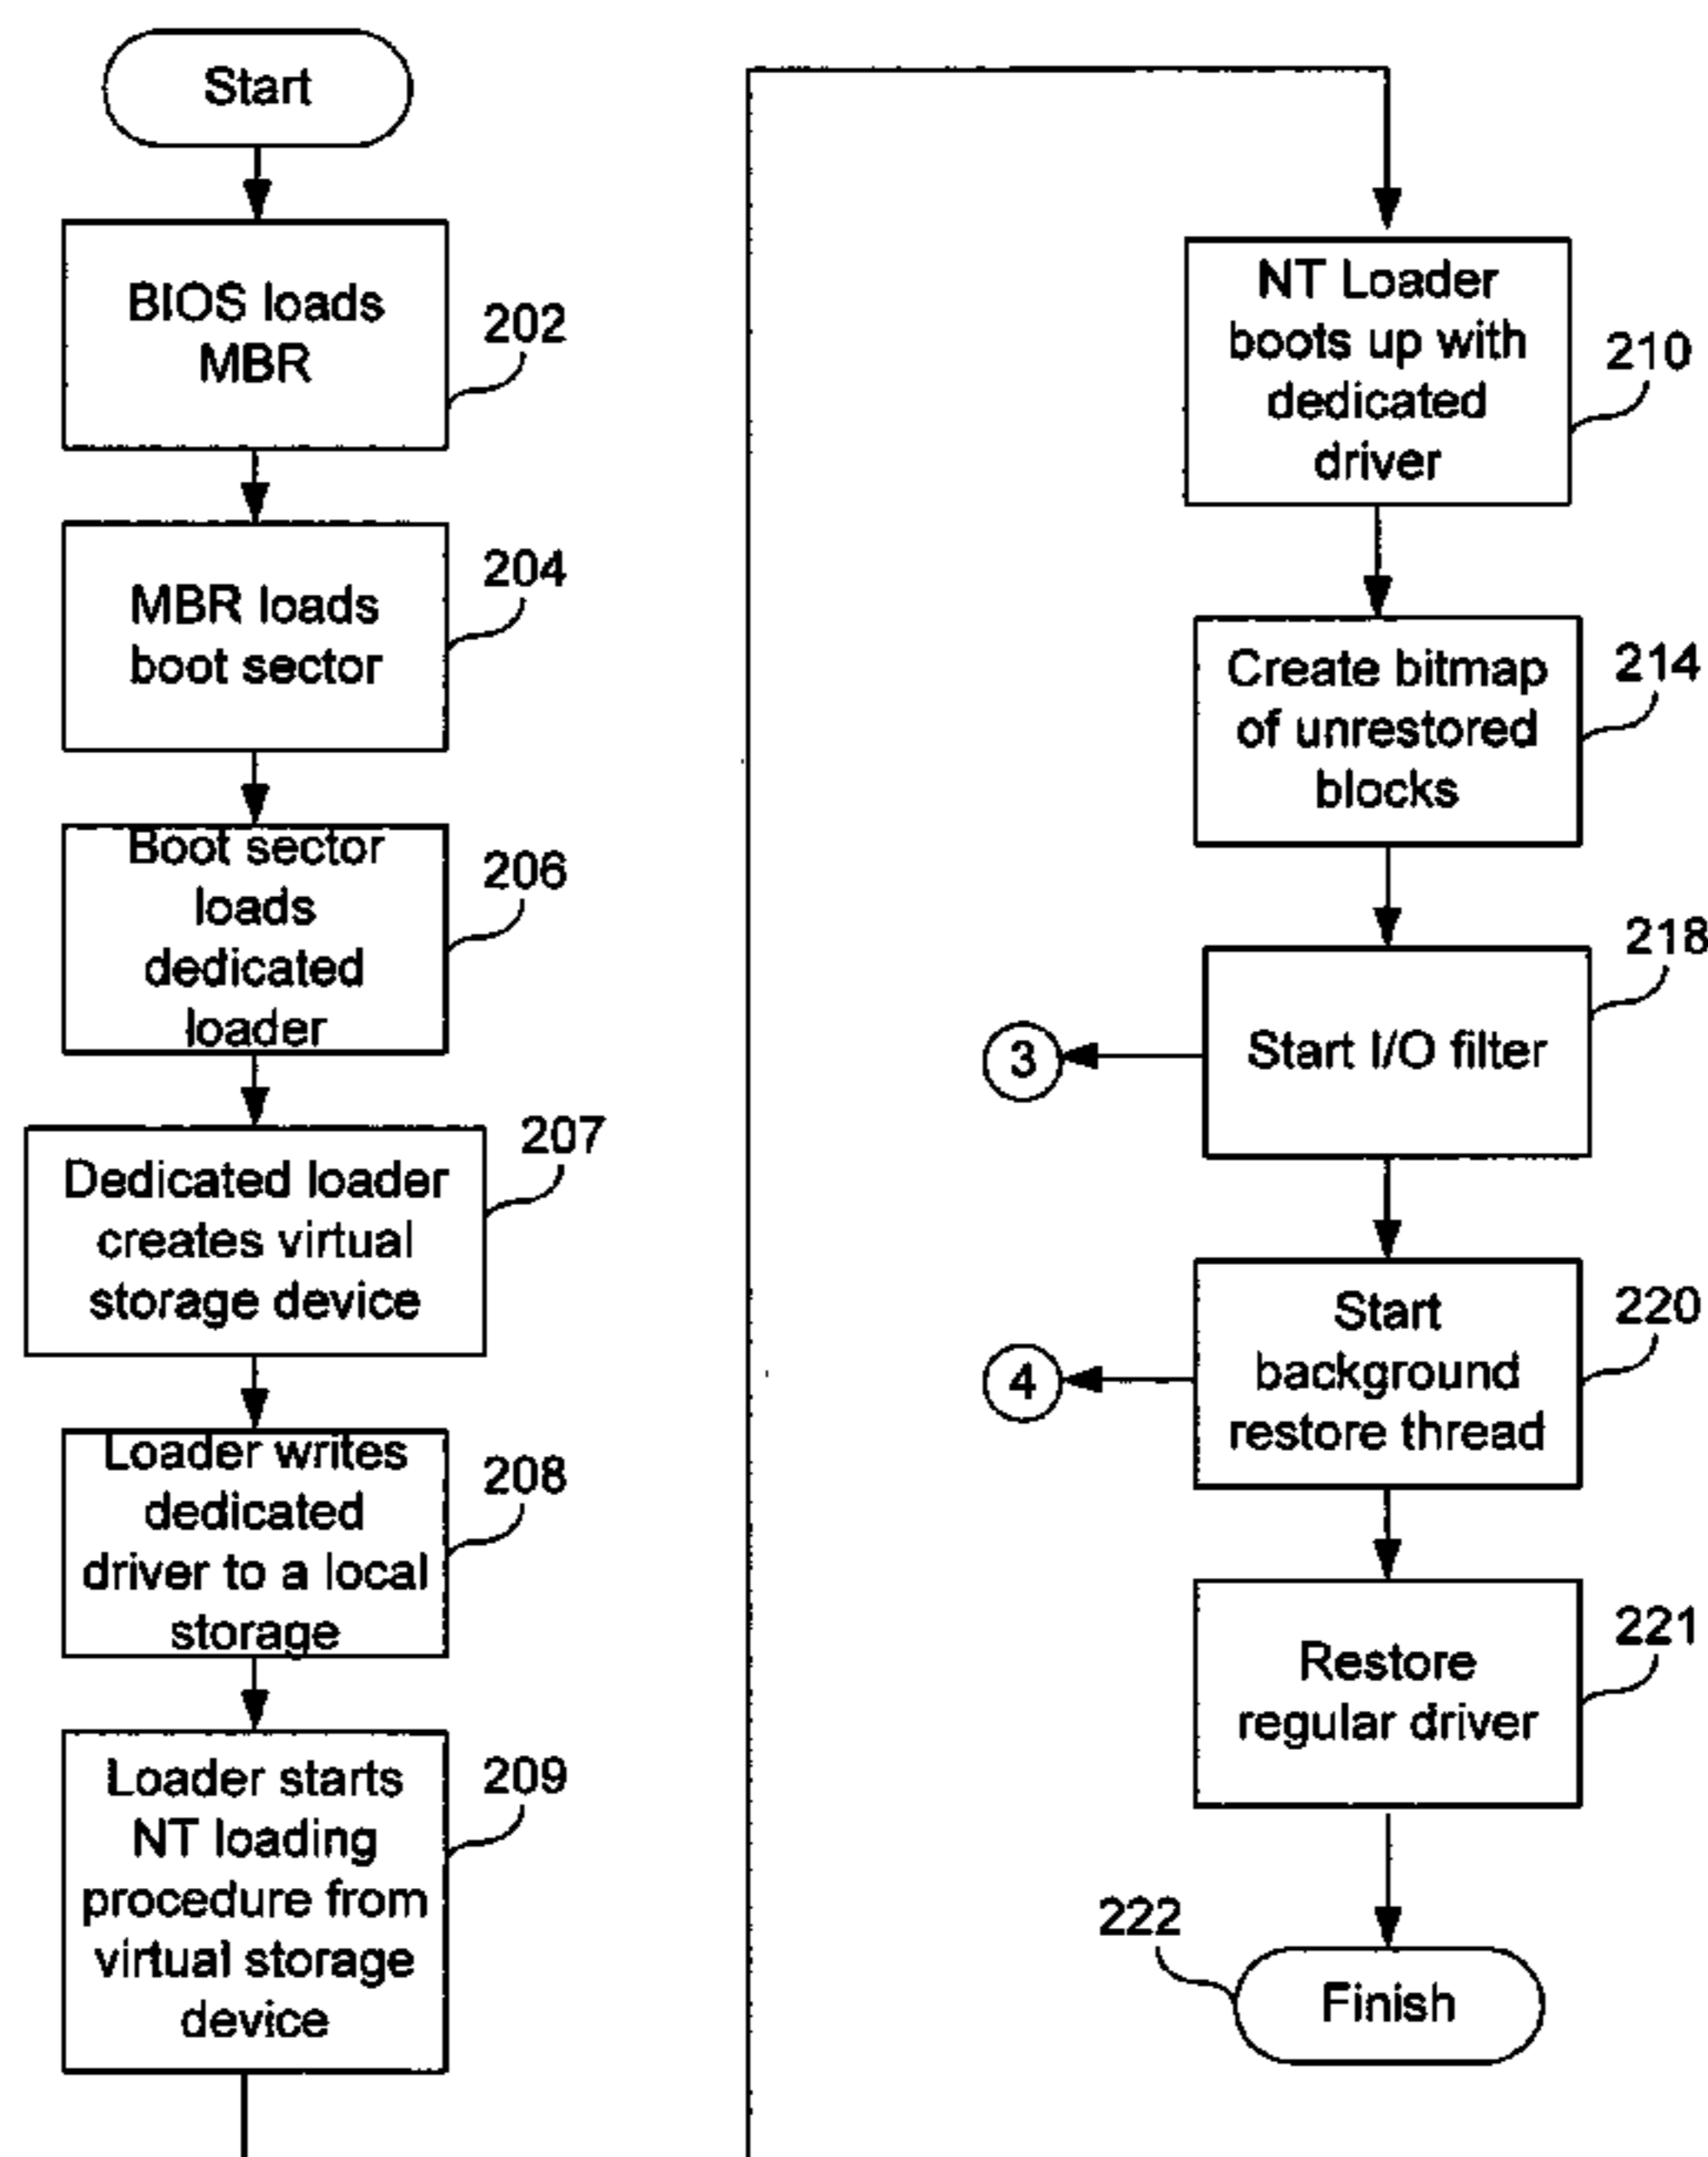 Start
BIOS loads
MBR
202
MBR loads
boot sector
204
Boot sector
loads
dedicated
loader
206
Dedicated loader
creates virtual
storage device
207
Loader writes
dedicated
driver to a local
storage
208
Loader starts
NT loading
procedure from
virtual storage
device
209
NT Loader
boots up with
dedicated
driver
210
Create bitmap
of unrestored
blocks
214
Start I/O filter
218
3
Start
background
restore thread
220
4
Restore
regular driver
221
Finish
222